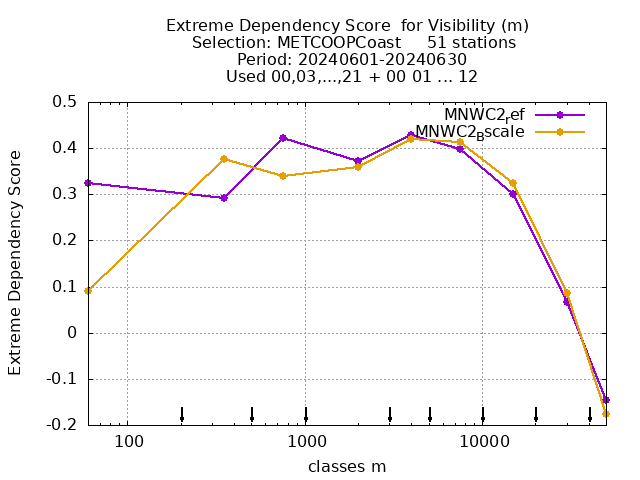 Extreme Dependency Score  for Visibility (m)
Selection: METCOOPCoast     51 stations
Period: 20240601-20240630
Used 00,03,...,21 + 00 01 ... 12
MNWC2ref
MNWC2Bscale
Extreme Dependency Score
0.5
0.4
0.3
0.2
0.1
0
-0.1
-0.2
100
1000
10000
classes m